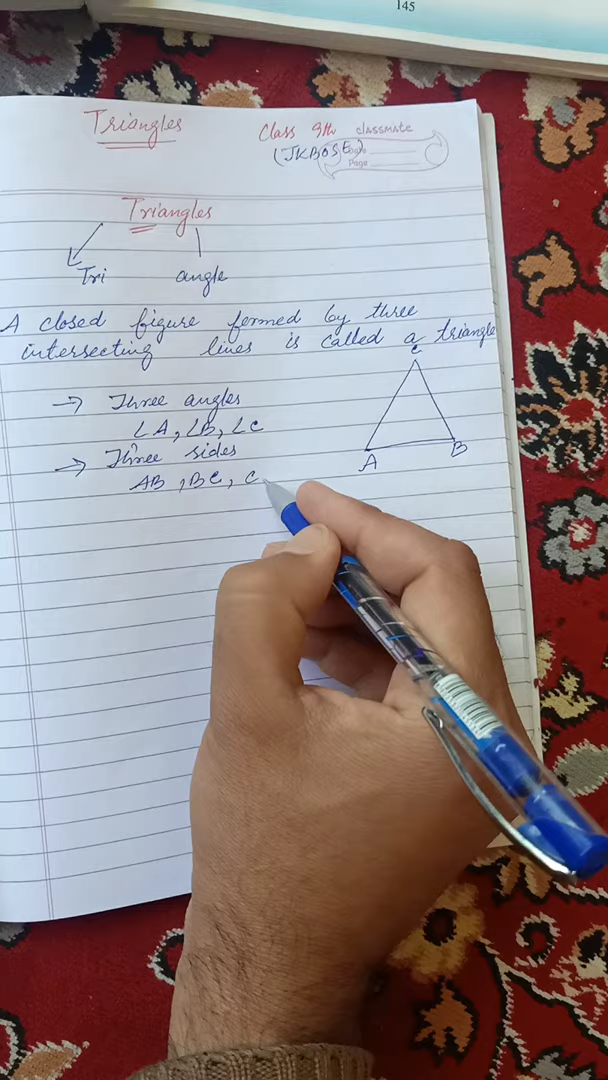 145
Triangles Class 9th classmate
(JKBOSE)
Page
Triangles
Tri angle
A closed figure formed by three
intersecting lines is called a triangle
C
→ Three angles
∠A, ∠B, ∠C
→ Three sides
A B
AB, BC, C